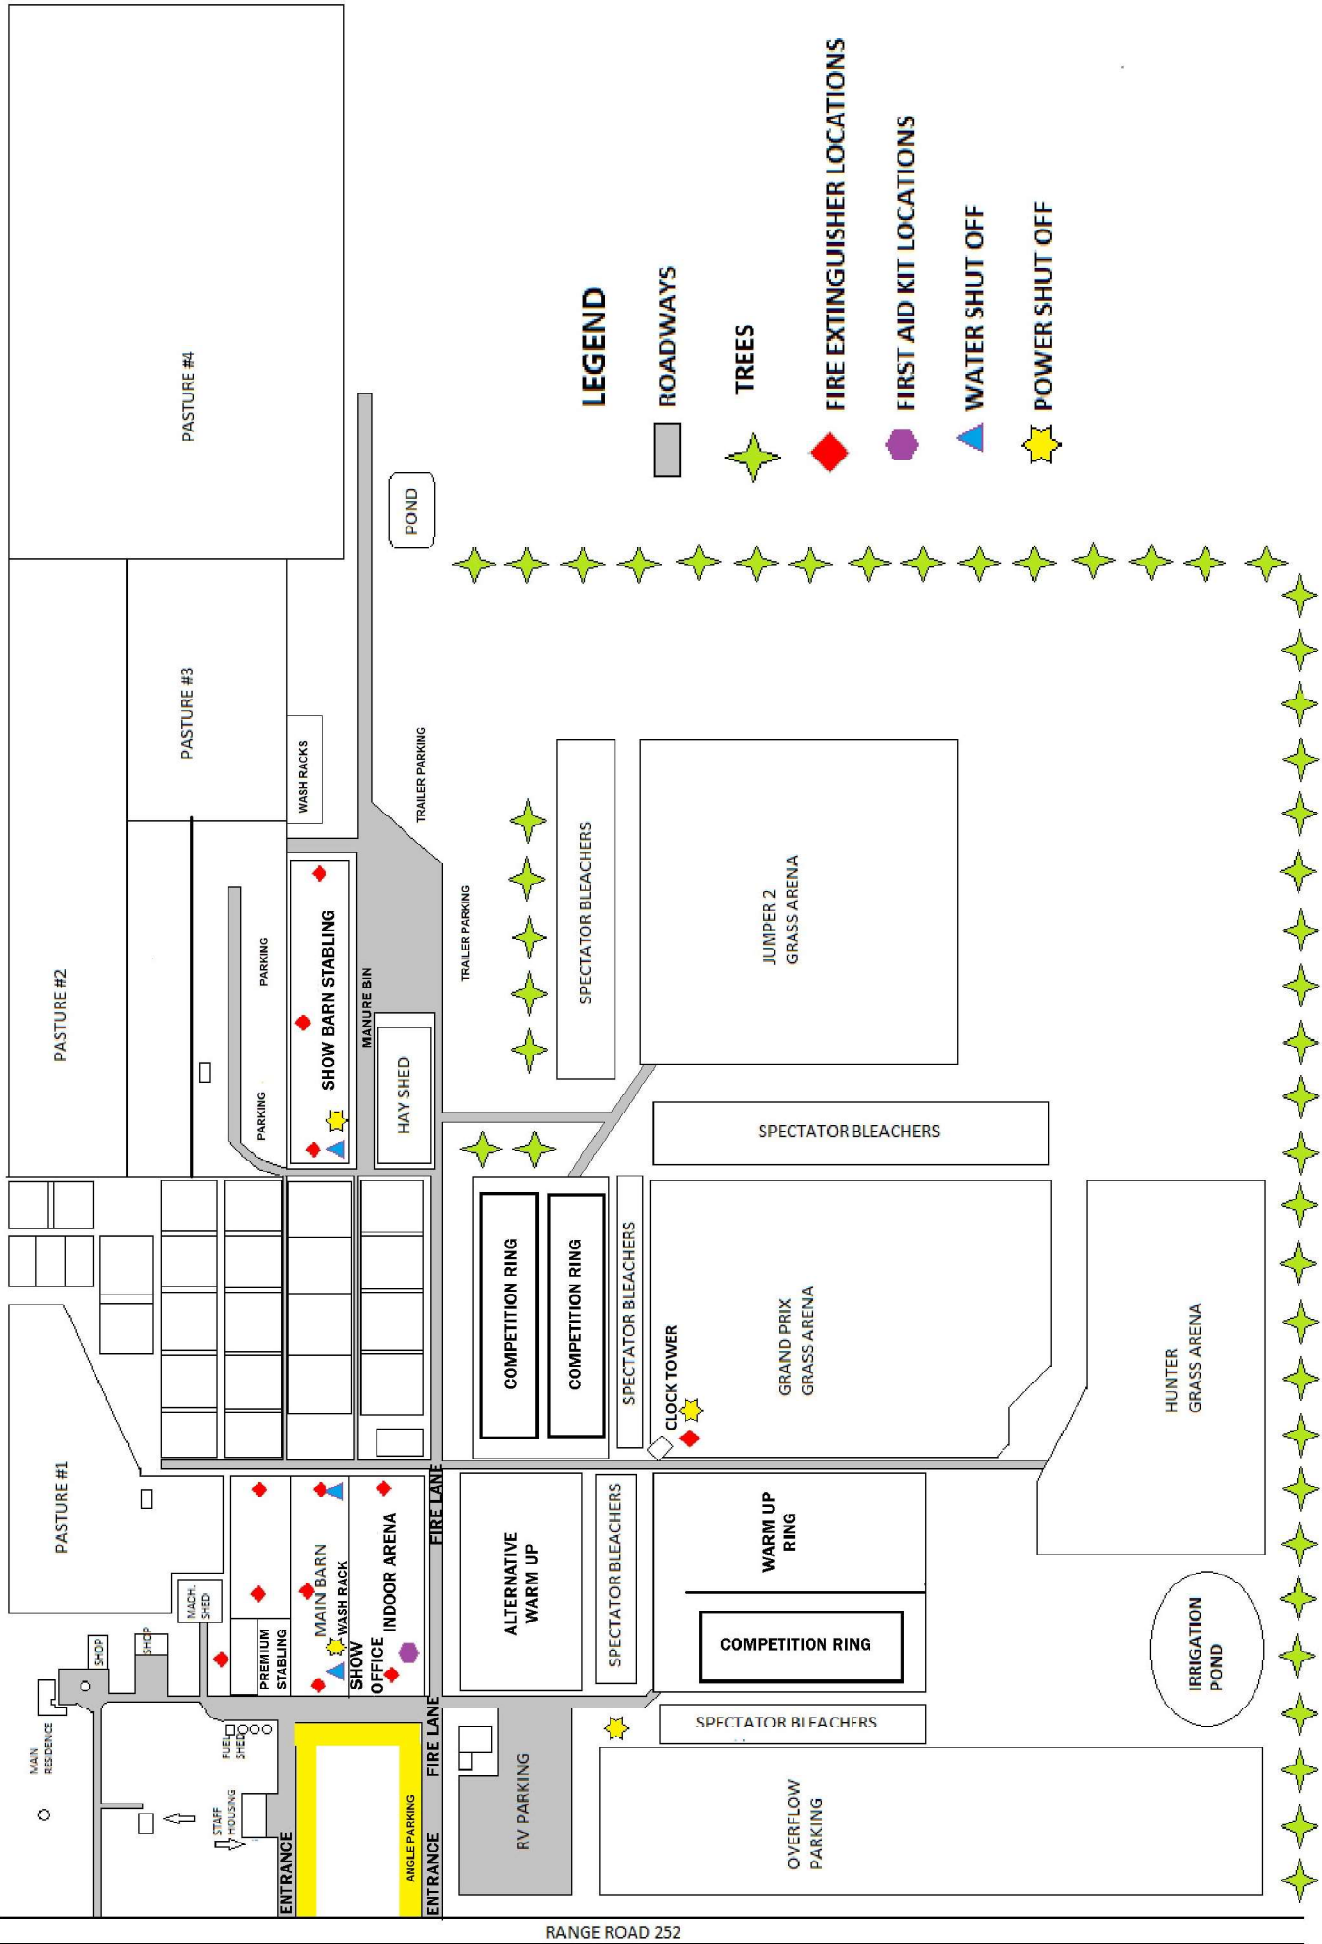 PASTURE #4
PASTURE #3
PASTURE #2
PASTURE #1
POND
WASH RACKS
TRAILER PARKING
TRAILER PARKING
PARKING
PARKING
SHOW BARN STABLING
MANURE BIN
HAY SHED
SPECTATOR BLEACHERS
JUMPER 2
GRASS ARENA
SPECTATOR BLEACHERS
COMPETITION RING
COMPETITION RING
SPECTATOR BLEACHERS
CLOCK TOWER
GRAND PRIX
GRASS ARENA
HUNTER
GRASS ARENA
MACH.
SHED
SHOP
SHOP
PREMIUM
STABLING
MAIN BARN
WASH RACK
SHOW
OFFICE
INDOOR ARENA
FIRE LANE
ALTERNATIVE
WARM UP
SPECTATOR BLEACHERS
WARM UP
RING
COMPETITION RING
IRRIGATION
POND
MAIN
RESIDENCE
FUEL
SHED
STAFF
HOUSING
ENTRANCE
ANGLE PARKING
ENTRANCE
FIRE LANE
RV PARKING
SPECTATOR BLEACHERS
OVERFLOW
PARKING
RANGE ROAD 252
LEGEND
ROADWAYS
TREES
FIRE EXTINGUISHER LOCATIONS
FIRST AID KIT LOCATIONS
WATER SHUT OFF
POWER SHUT OFF